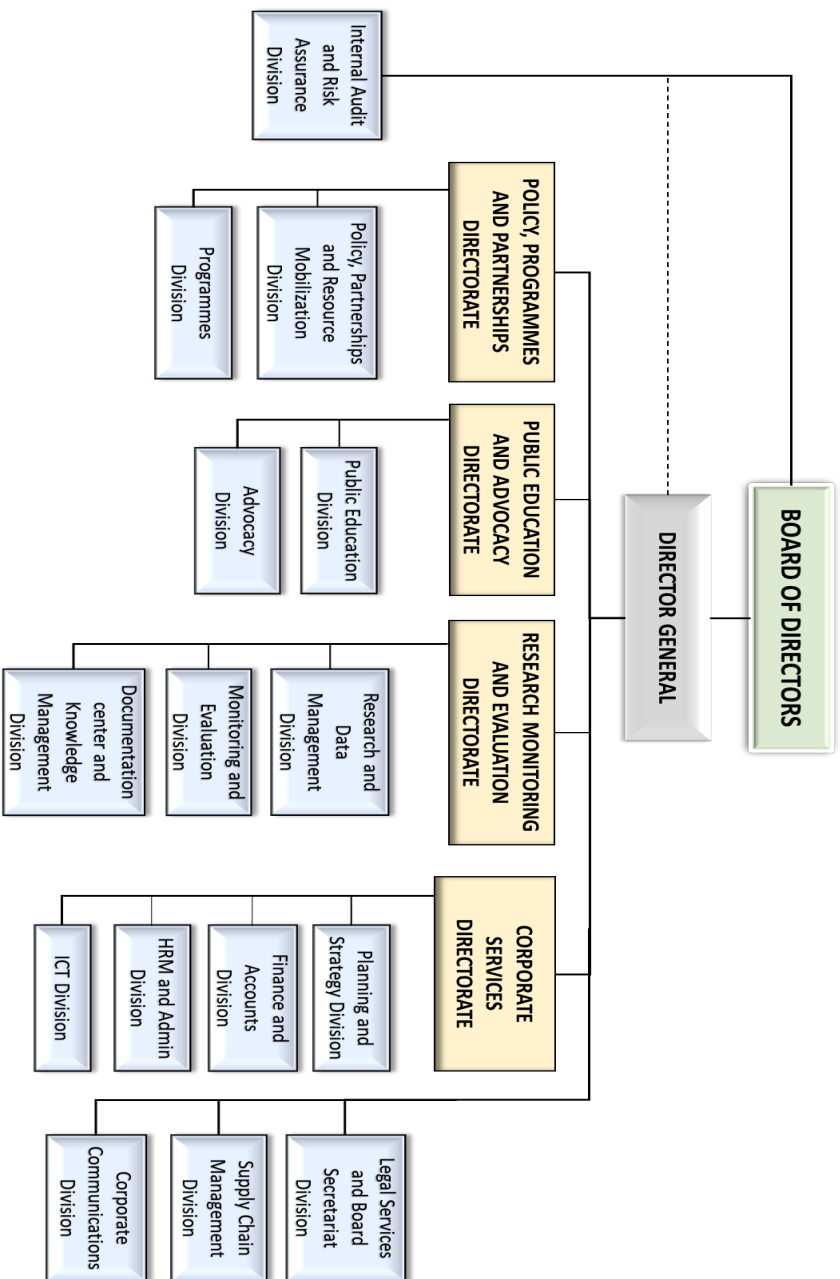 BOARD OF DIRECTORS
DIRECTOR GENERAL
Internal Audit
and Risk
Assurance
Division
POLICY, PROGRAMMES
AND PARTNERSHIPS
DIRECTORATE
Policy, Partnerships
and Resource
Mobilization
Division
Programmes
Division
PUBLIC EDUCATION
AND ADVOCACY
DIRECTORATE
Public Education
Division
Advocacy
Division
RESEARCH MONITORING
AND EVALUATION
DIRECTORATE
Research and
Data
Management
Division
Monitoring and
Evaluation
Division
Documentation
center and
Knowledge
Management
Division
CORPORATE
SERVICES
DIRECTORATE
Planning and
Strategy Division
Finance and
Accounts
Division
HRM and Admin
Division
ICT Division
Legal Services
and Board
Secretariat
Division
Supply Chain
Management
Division
Corporate
Communications
Division